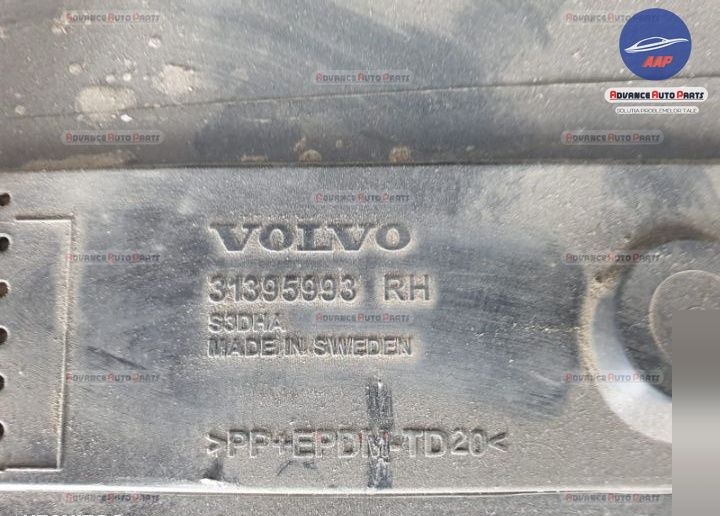 AAP
ADVANCE AUTO PARTS
SOLUTIA PROBLEMELOR TALE
VOLVO
31395993 RH
S3DHA
MADE IN SWEDEN
>PP+EPDM-TD20<